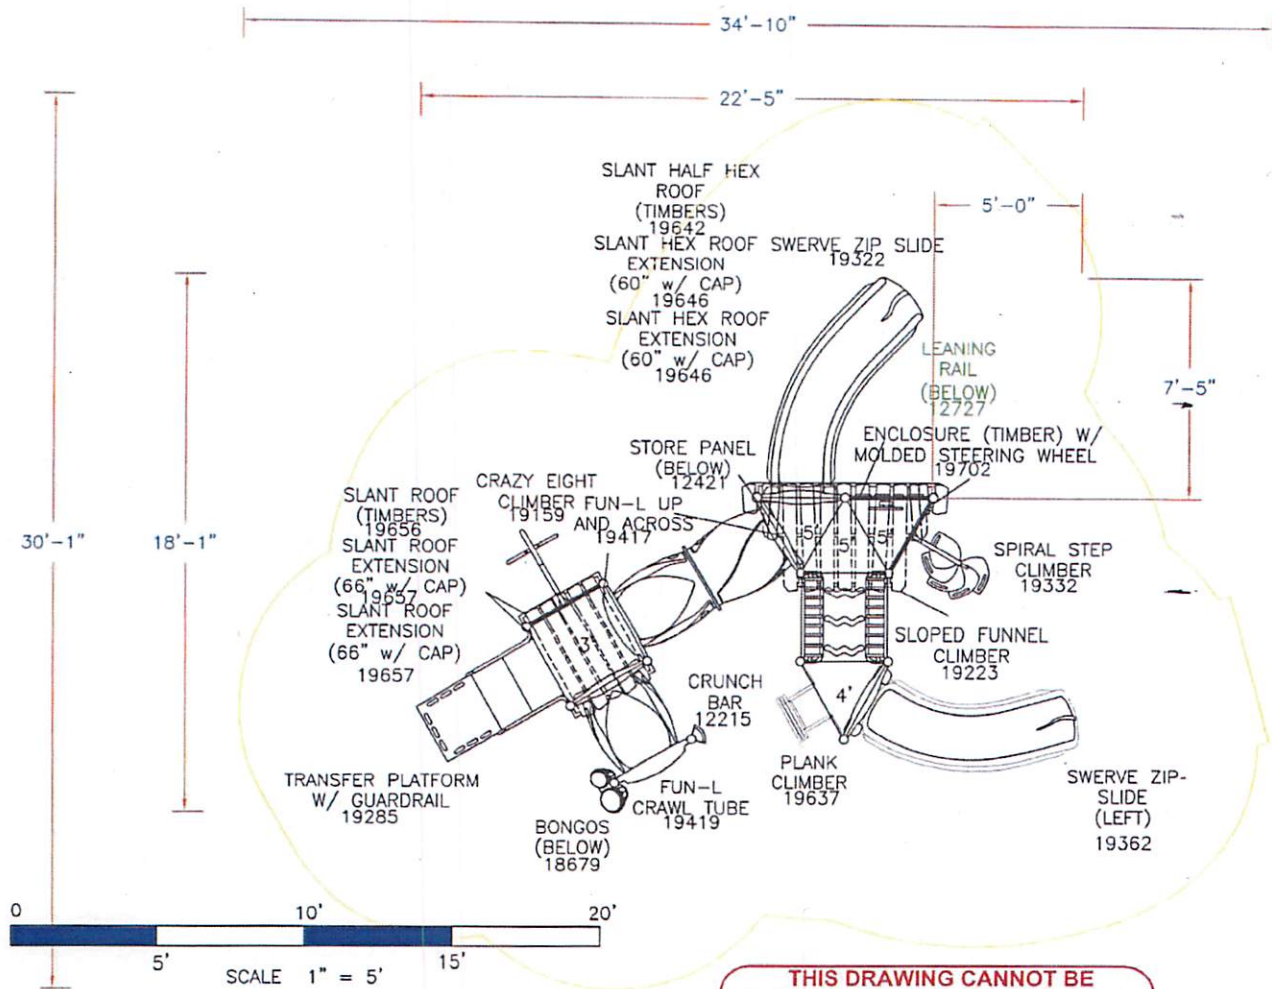 34'-10"
22'-5"
SLANT HALF HEX
ROOF
(TIMBERS)
19642
SLANT HEX ROOF
EXTENSION
(60" w/ CAP)
19646
SLANT HEX ROOF
EXTENSION
(60" w/ CAP)
19646
SWERVE ZIP SLIDE
19322
5'-0"
LEANING
RAIL
(BELOW)
12727
7'-5"
ENCLOSURE (TIMBER) W/
MOLDED STEERING WHEEL
19702
STORE PANEL
(BELOW)
12421
CRAZY EIGHT
CLIMBER
19159
FUN-L UP
AND ACROSS
19417
SLANT ROOF
(TIMBERS)
19656
SLANT ROOF
EXTENSION
(66" w/ CAP)
19657
SLANT ROOF
EXTENSION
(66" w/ CAP)
19657
30'-1"
18'-1"
5'
5'
5'
3'
4'
SPIRAL STEP
CLIMBER
19332
SLOPED FUNNEL
CLIMBER
19223
CRUNCH
BAR
12215
PLANK
CLIMBER
19637
SWERVE ZIP-
SLIDE
(LEFT)
19362
TRANSFER PLATFORM
W/ GUARDRAIL
19285
FUN-L
CRAWL TUBE
19419
BONGOS
(BELOW)
18679
0 10' 20'
5' 15'
SCALE 1" = 5'
THIS DRAWING CANNOT BE